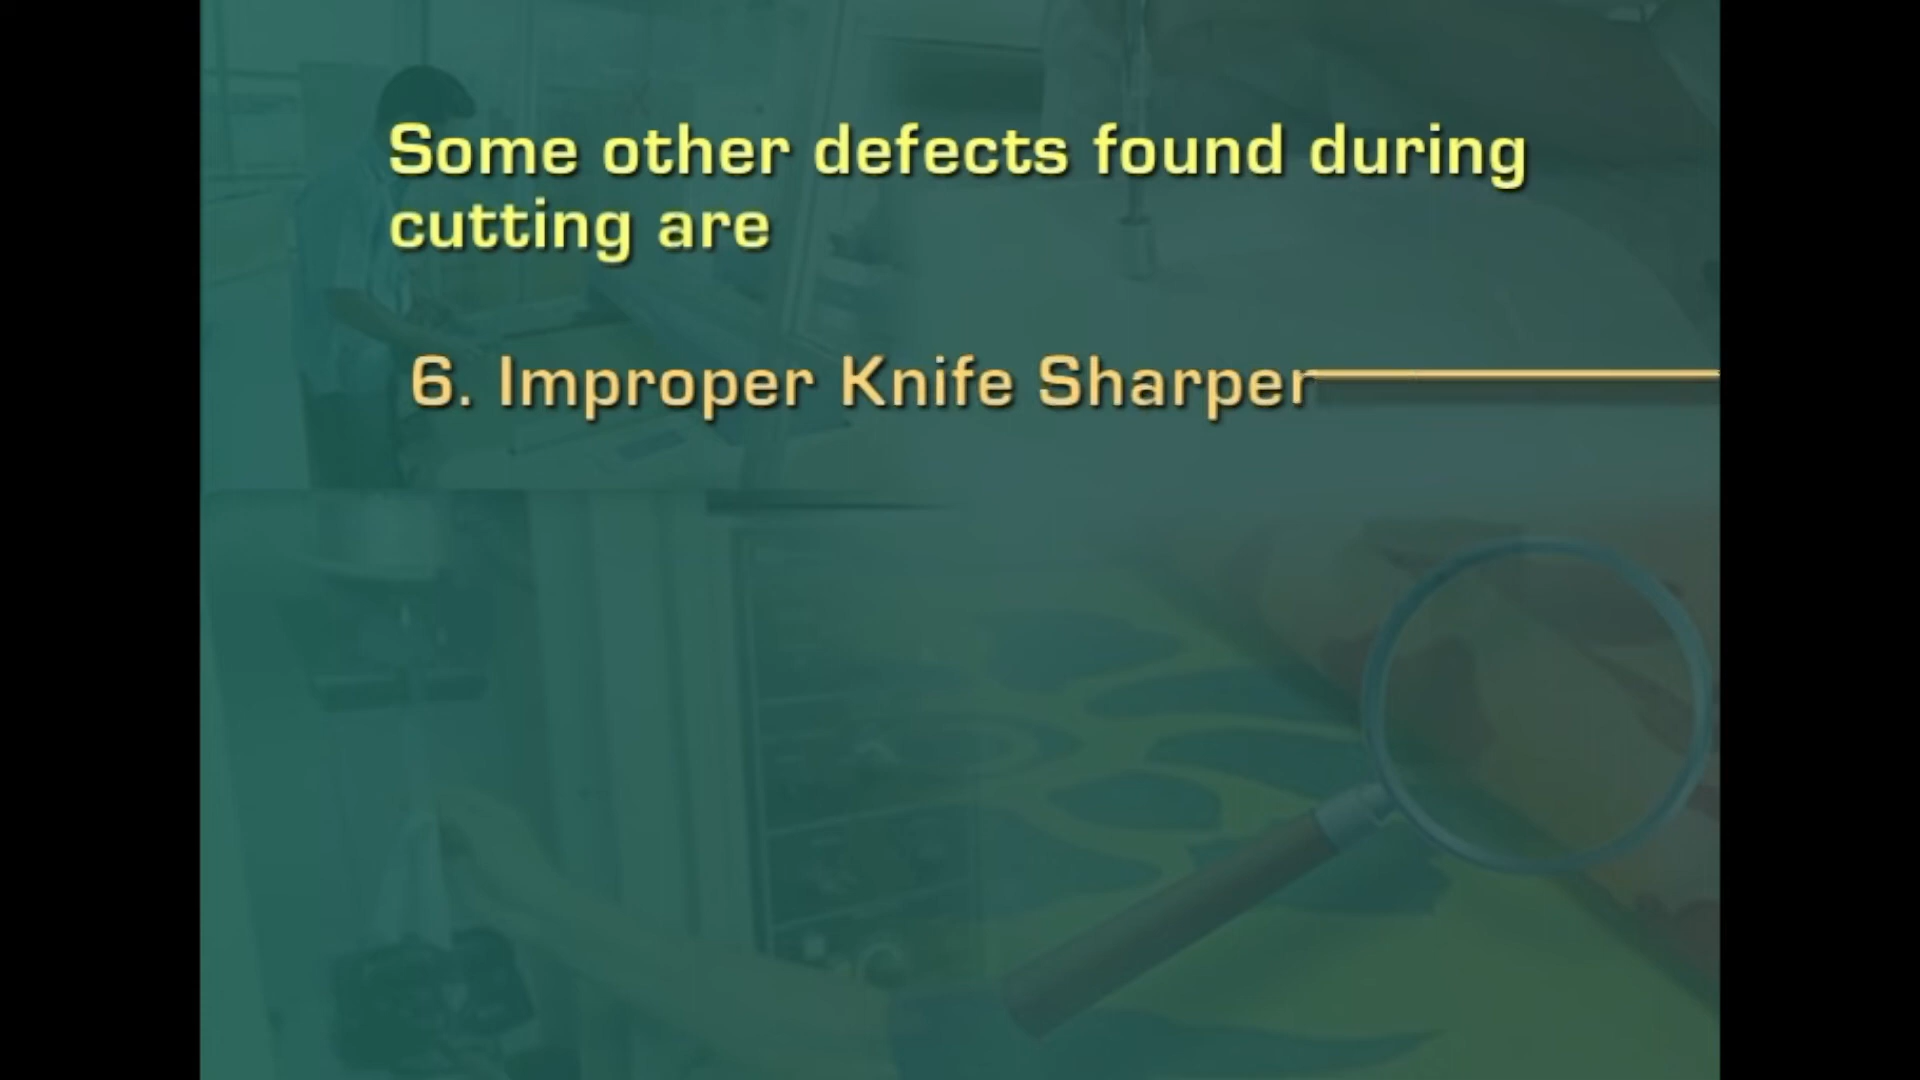 Some other defects found during
cutting are
6. Improper Knife Sharper